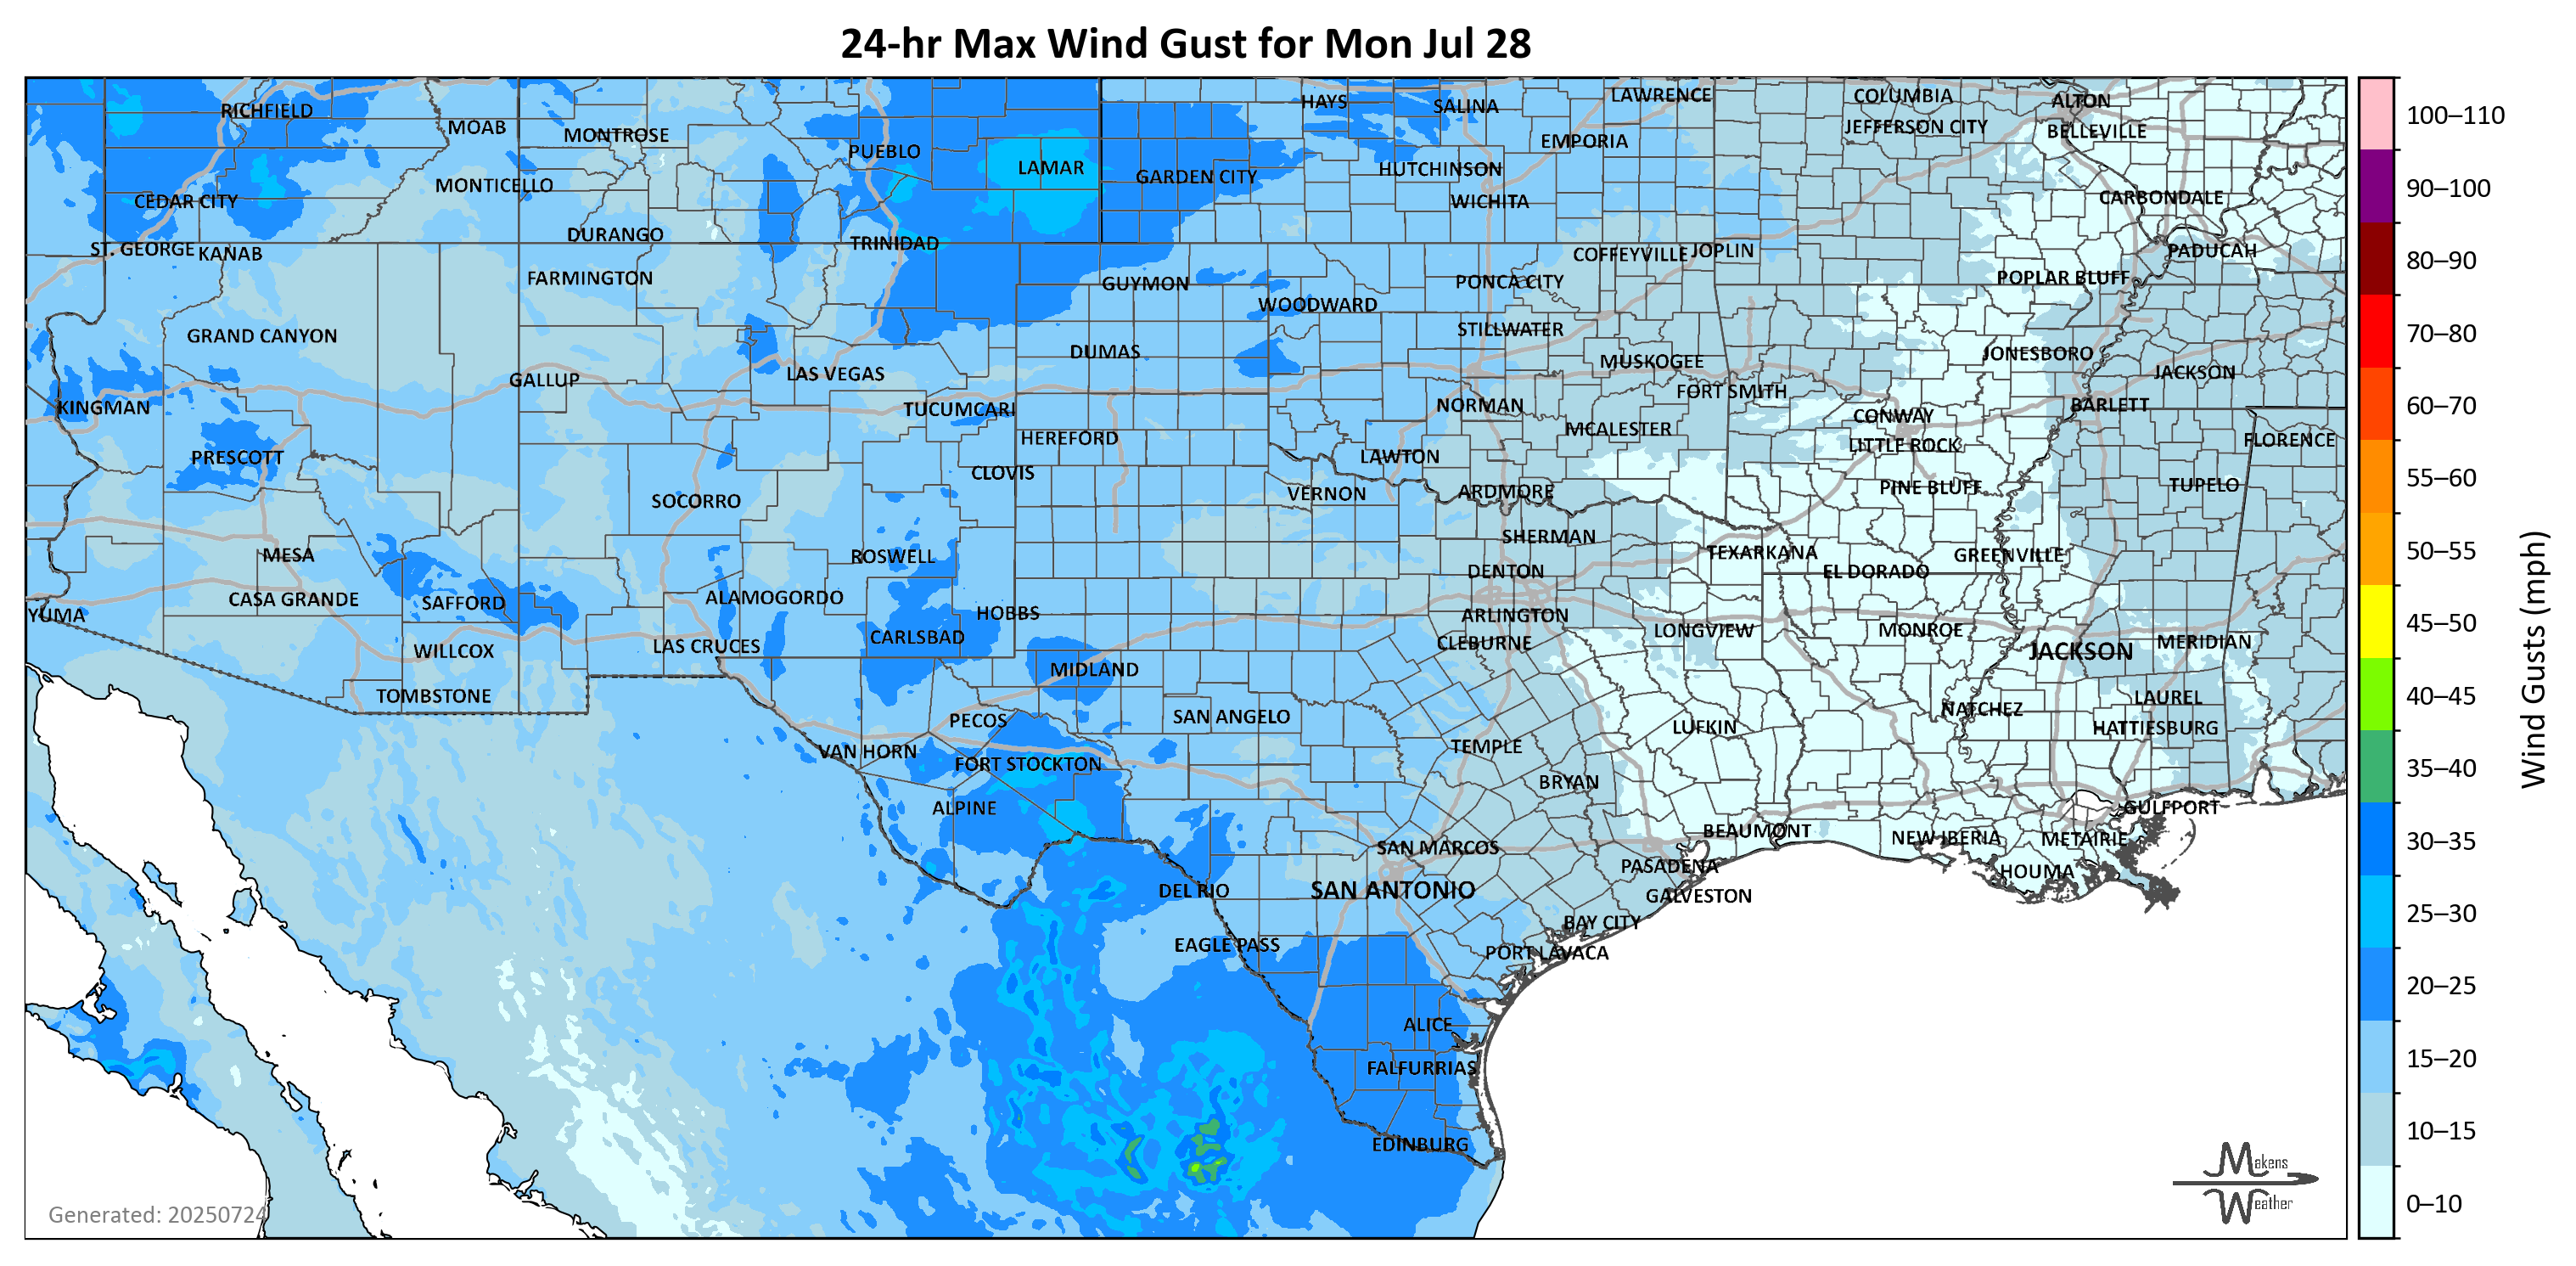 24-hr Max Wind Gust for Mon Jul 28
RICHFIELD
MOAB
MONTROSE
PUEBLO
LAMAR
GARDEN CITY
HAYS
SALINA
LAWRENCE
EMPORIA
HUTCHINSON
WICHITA
COLUMBIA
JEFFERSON CITY
ALTON
BELLEVILLE
CEDAR CITY
MONTICELLO
CARBONDALE
ST. GEORGE
KANAB
DURANGO
TRINIDAD
COFFEYVILLE
JOPLIN
PADUCAH
FARMINGTON
GUYMON
WOODWARD
PONCA CITY
POPLAR BLUFF
GRAND CANYON
DUMAS
STILLWATER
MUSKOGEE
JONESBORO
JACKSON
GALLUP
LAS VEGAS
KINGMAN
TUCUMCARI
NORMAN
FORT SMITH
CONWAY
BARLETT
PRESCOTT
HEREFORD
CLOVIS
LAWTON
MCALESTER
LITTLE ROCK
FLORENCE
SOCORRO
VERNON
ARDMORE
PINE BLUFF
TUPELO
MESA
ROSWELL
SHERMAN
TEXARKANA
GREENVILLE
YUMA
CASA GRANDE
SAFFORD
ALAMOGORDO
HOBBS
DENTON
EL DORADO
ARLINGTON
WILLCOX
LAS CRUCES
CARLSBAD
CLEBURNE
LONGVIEW
MONROE
JACKSON
MERIDIAN
TOMBSTONE
MIDLAND
PECOS
SAN ANGELO
NATCHEZ
LAUREL
VAN HORN
FORT STOCKTON
TEMPLE
LUFKIN
HATTIESBURG
ALPINE
BRYAN
GULFPORT
DEL RIO
SAN MARCOS
BEAUMONT
NEW IBERIA
METAIRIE
SAN ANTONIO
PASADENA
HOUMA
GALVESTON
EAGLE PASS
BAY CITY
PORT LAVACA
ALICE
FALFURRIAS
EDINBURG
Generated: 20250724
Makens
Weather
100–110
90–100
80–90
70–80
60–70
55–60
50–55
45–50
40–45
35–40
30–35
25–30
20–25
15–20
10–15
0–10
Wind Gusts (mph)